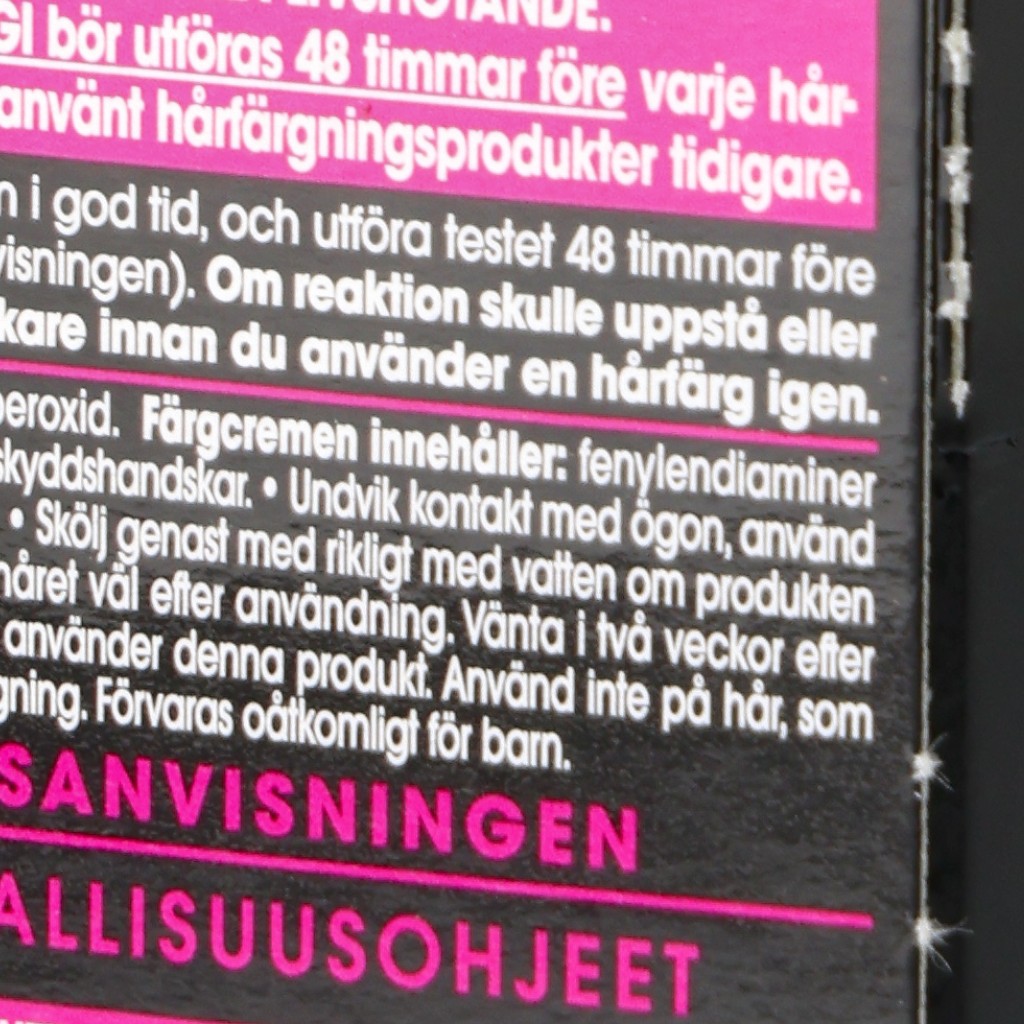 LIVSHOTANDE.
bör utföras 48 timmar före varje hår-
använt hårfärgningsprodukter tidigare.
i god tid, och utföra testet 48 timmar före
visningen). Om reaktion skulle uppstå eller
kare innan du använder en hårfärg igen.
peroxid. Färgcremen innehåller: fenylendiaminer
skyddshandskar. • Undvik kontakt med ögon, använd
• Skölj genast med rikligt med vatten om produkten
håret väl efter användning. Vänta i två veckor efter
använder denna produkt. Använd inte på hår, som
gning. Förvaras oåtkomligt för barn.
SANVISNINGEN
ALLISUUSOHJEET